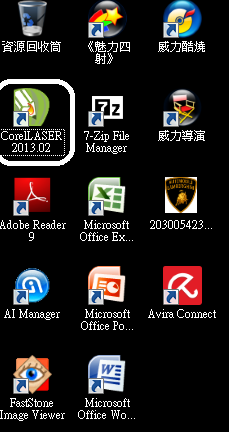 資源回收筒
《魅力四
射》
威力酷燒
CorelLASER
2013.02
7-Zip File
Manager
威力導演
Adobe Reader
9
Microsoft
Office Ex...
203005423...
AI Manager
Microsoft
Office Po...
Avira Connect
FastStone
Image Viewer
Microsoft
Office Wo...